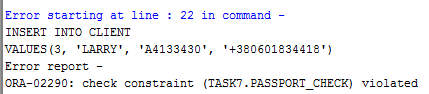 Error starting at line : 22 in command -
INSERT INTO CLIENT
VALUES(3, 'LARRY', 'A4133430', '+380601834418')
Error report -
ORA-02290: check constraint (TASK7.PASSPORT_CHECK) violated